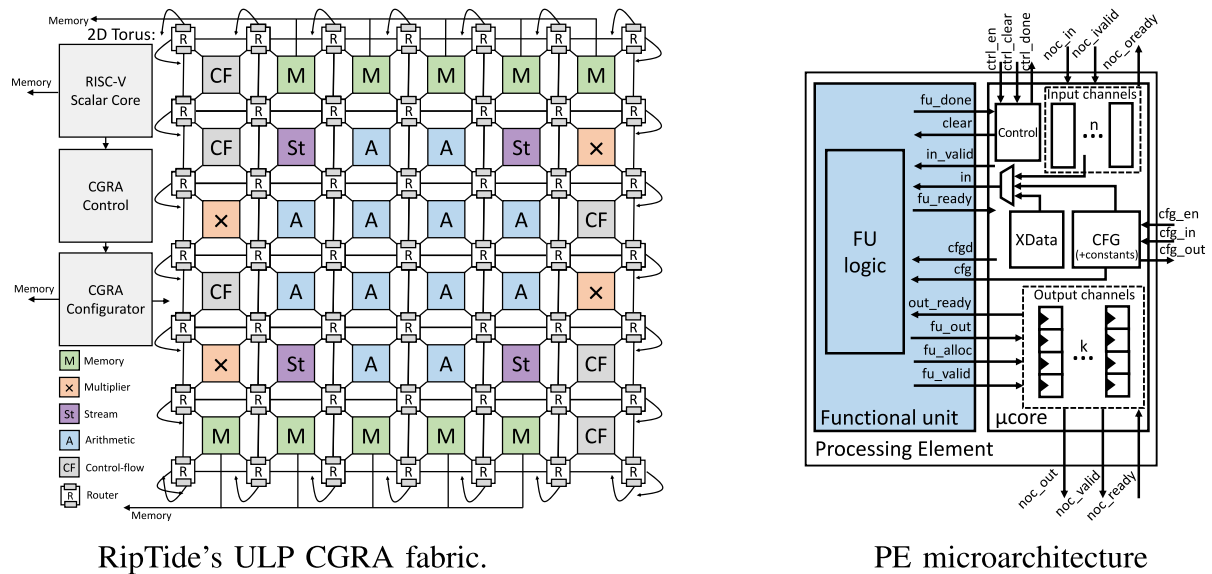 Memory
2D Torus:
R R R R R R R
RISC-V
Scalar Core
Memory
CF M M M M M
R R R R R R R
CGRA
Control
CF St A A St ×
R R R R R R R
× A A A A CF
R R R R R R R
CGRA
Configurator
Memory
CF A A A A ×
R R R R R R R
× St A A St CF
R R R R R R R
M M M M M CF
R R R R R R R
M Memory
× Multiplier
St Stream
A Arithmetic
CF Control-flow
R Router
Memory
RipTide's ULP CGRA fabric.
ctrl_en
ctrl_clear
ctrl_done
noc_in
noc_ivalid
noc_oready
fu_done
clear
in_valid
in
fu_ready
cfgd
cfg
out_ready
fu_out
fu_alloc
fu_valid
Control
Input channels
n
...
XData
CFG
(+constants)
cfg_en
cfg_in
cfg_out
FU
logic
Output channels
k
...
Functional unit
μcore
Processing Element
noc_out
noc_valid
noc_ready
PE microarchitecture